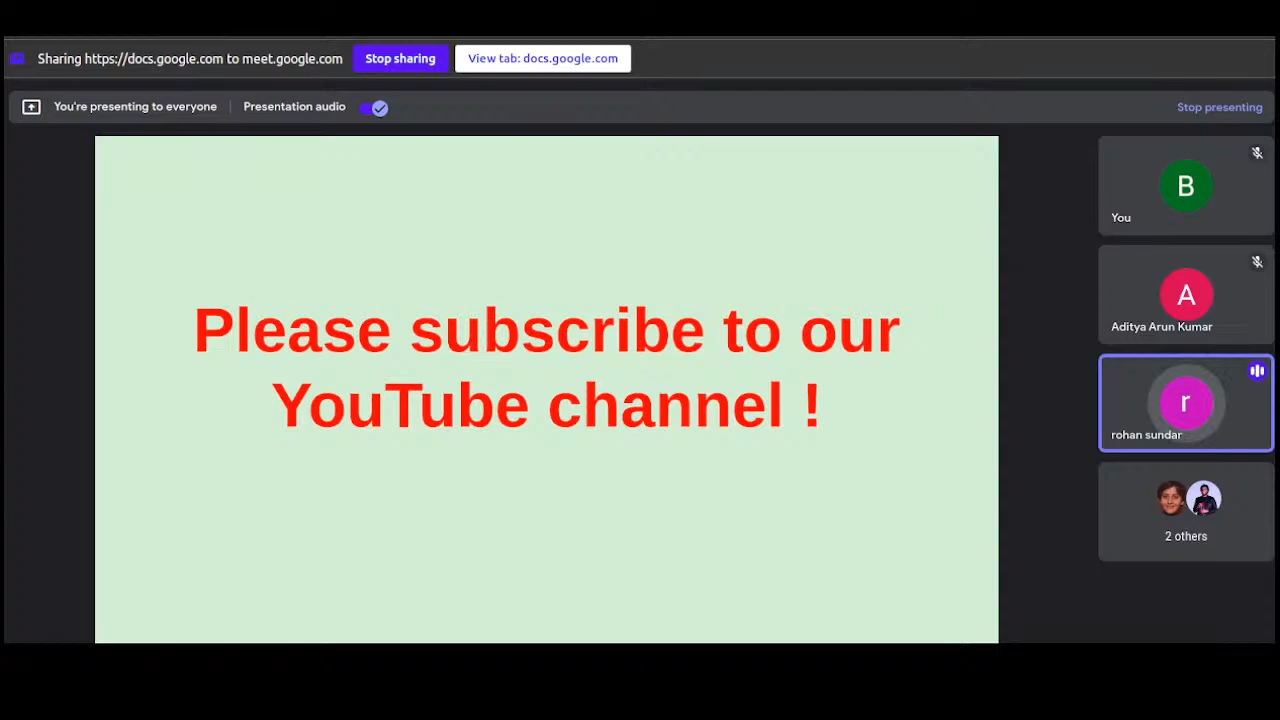 Sharing https://docs.google.com to meet.google.com
Stop sharing
View tab: docs.google.com
You're presenting to everyone
Presentation audio
Stop presenting
Please subscribe to our
YouTube channel !
B
You
A
Aditya Arun Kumar
r
rohan sundar
2 others